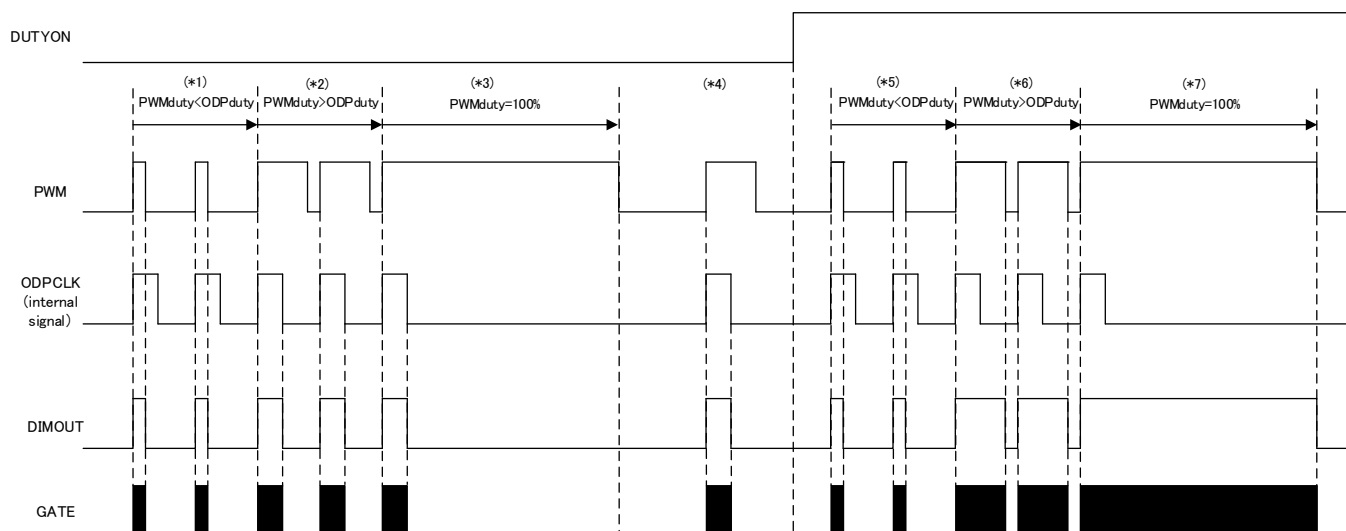 DUTYON
(*1)
PWMduty<ODPduty
(*2)
PWMduty>ODPduty
(*3)
PWMduty=100%
(*4)
(*5)
PWMduty<ODPduty
(*6)
PWMduty>ODPduty
(*7)
PWMduty=100%
PWM
ODPCLK
(internal
signal)
DIMOUT
GATE